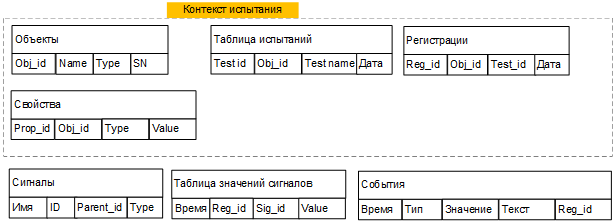 Контекст испытания
Объекты
Obj_id Name Type SN
Таблица испытаний
Test id Obj_id Test name Дата
Регистрации
Reg_id Obj_id Test_id Дата
Свойства
Prop_id Obj_id Type Value
Сигналы
Имя ID Parent_id Type
Таблица значений сигналов
Время Reg_id Sig_id Value
События
Время Тип Значение Текст Reg_id